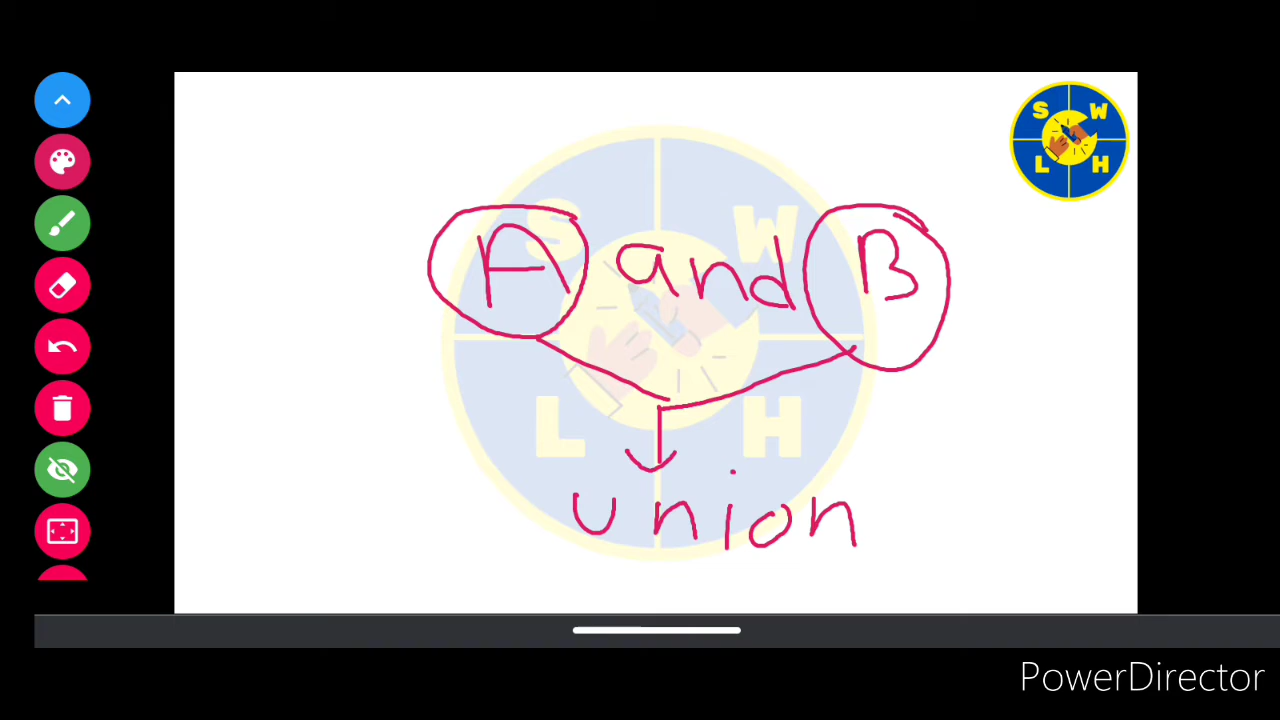 S W
L H
A and B
S W
L H
union
PowerDirector